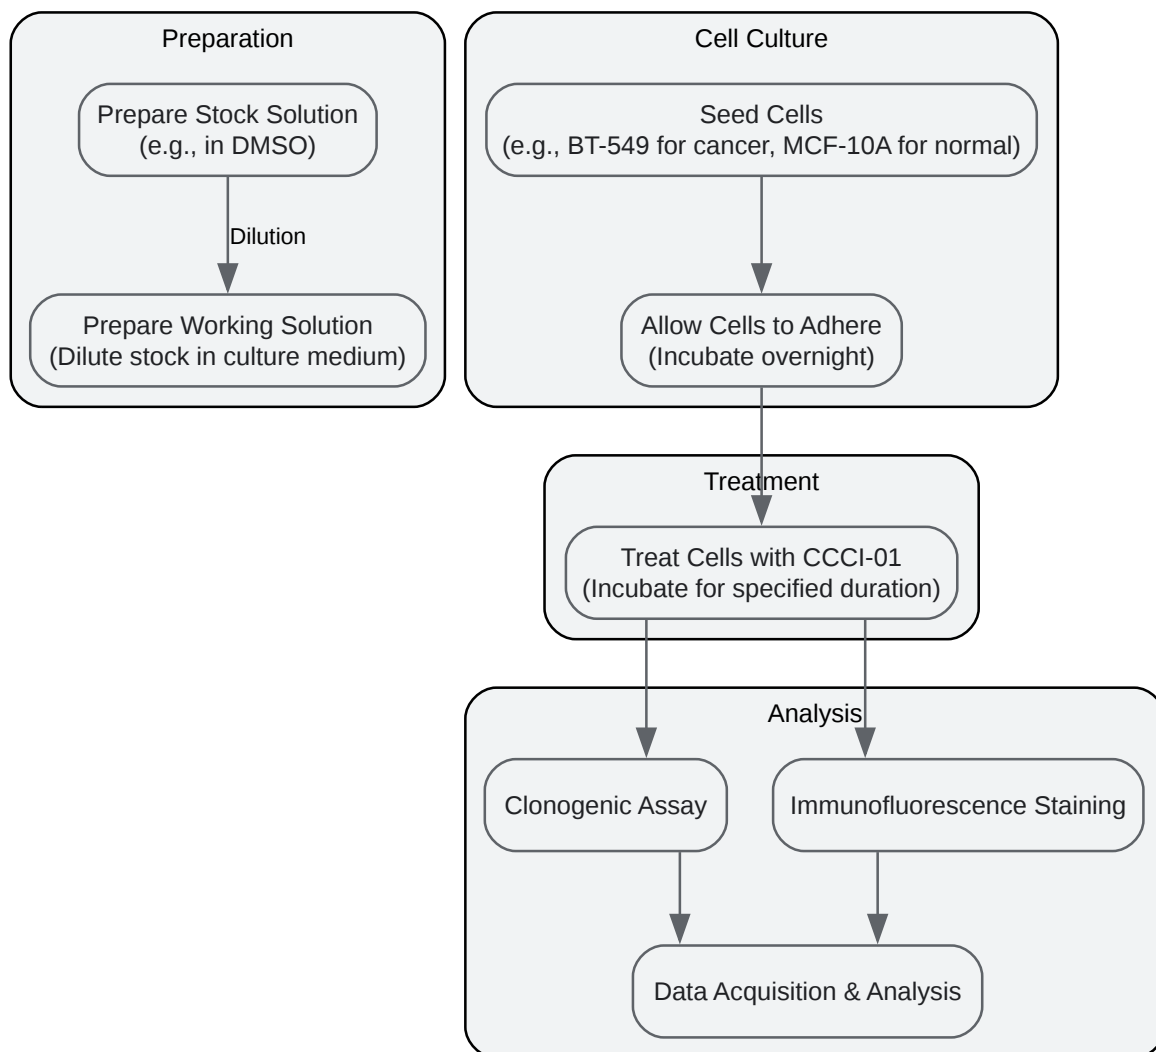 Preparation
Prepare Stock Solution
(e.g., in DMSO)
Dilution
Prepare Working Solution
(Dilute stock in culture medium)
Cell Culture
Seed Cells
(e.g., BT-549 for cancer, MCF-10A for normal)
Allow Cells to Adhere
(Incubate overnight)
Treatment
Treat Cells with CCCI-01
(Incubate for specified duration)
Analysis
Clonogenic Assay
Immunofluorescence Staining
Data Acquisition & Analysis